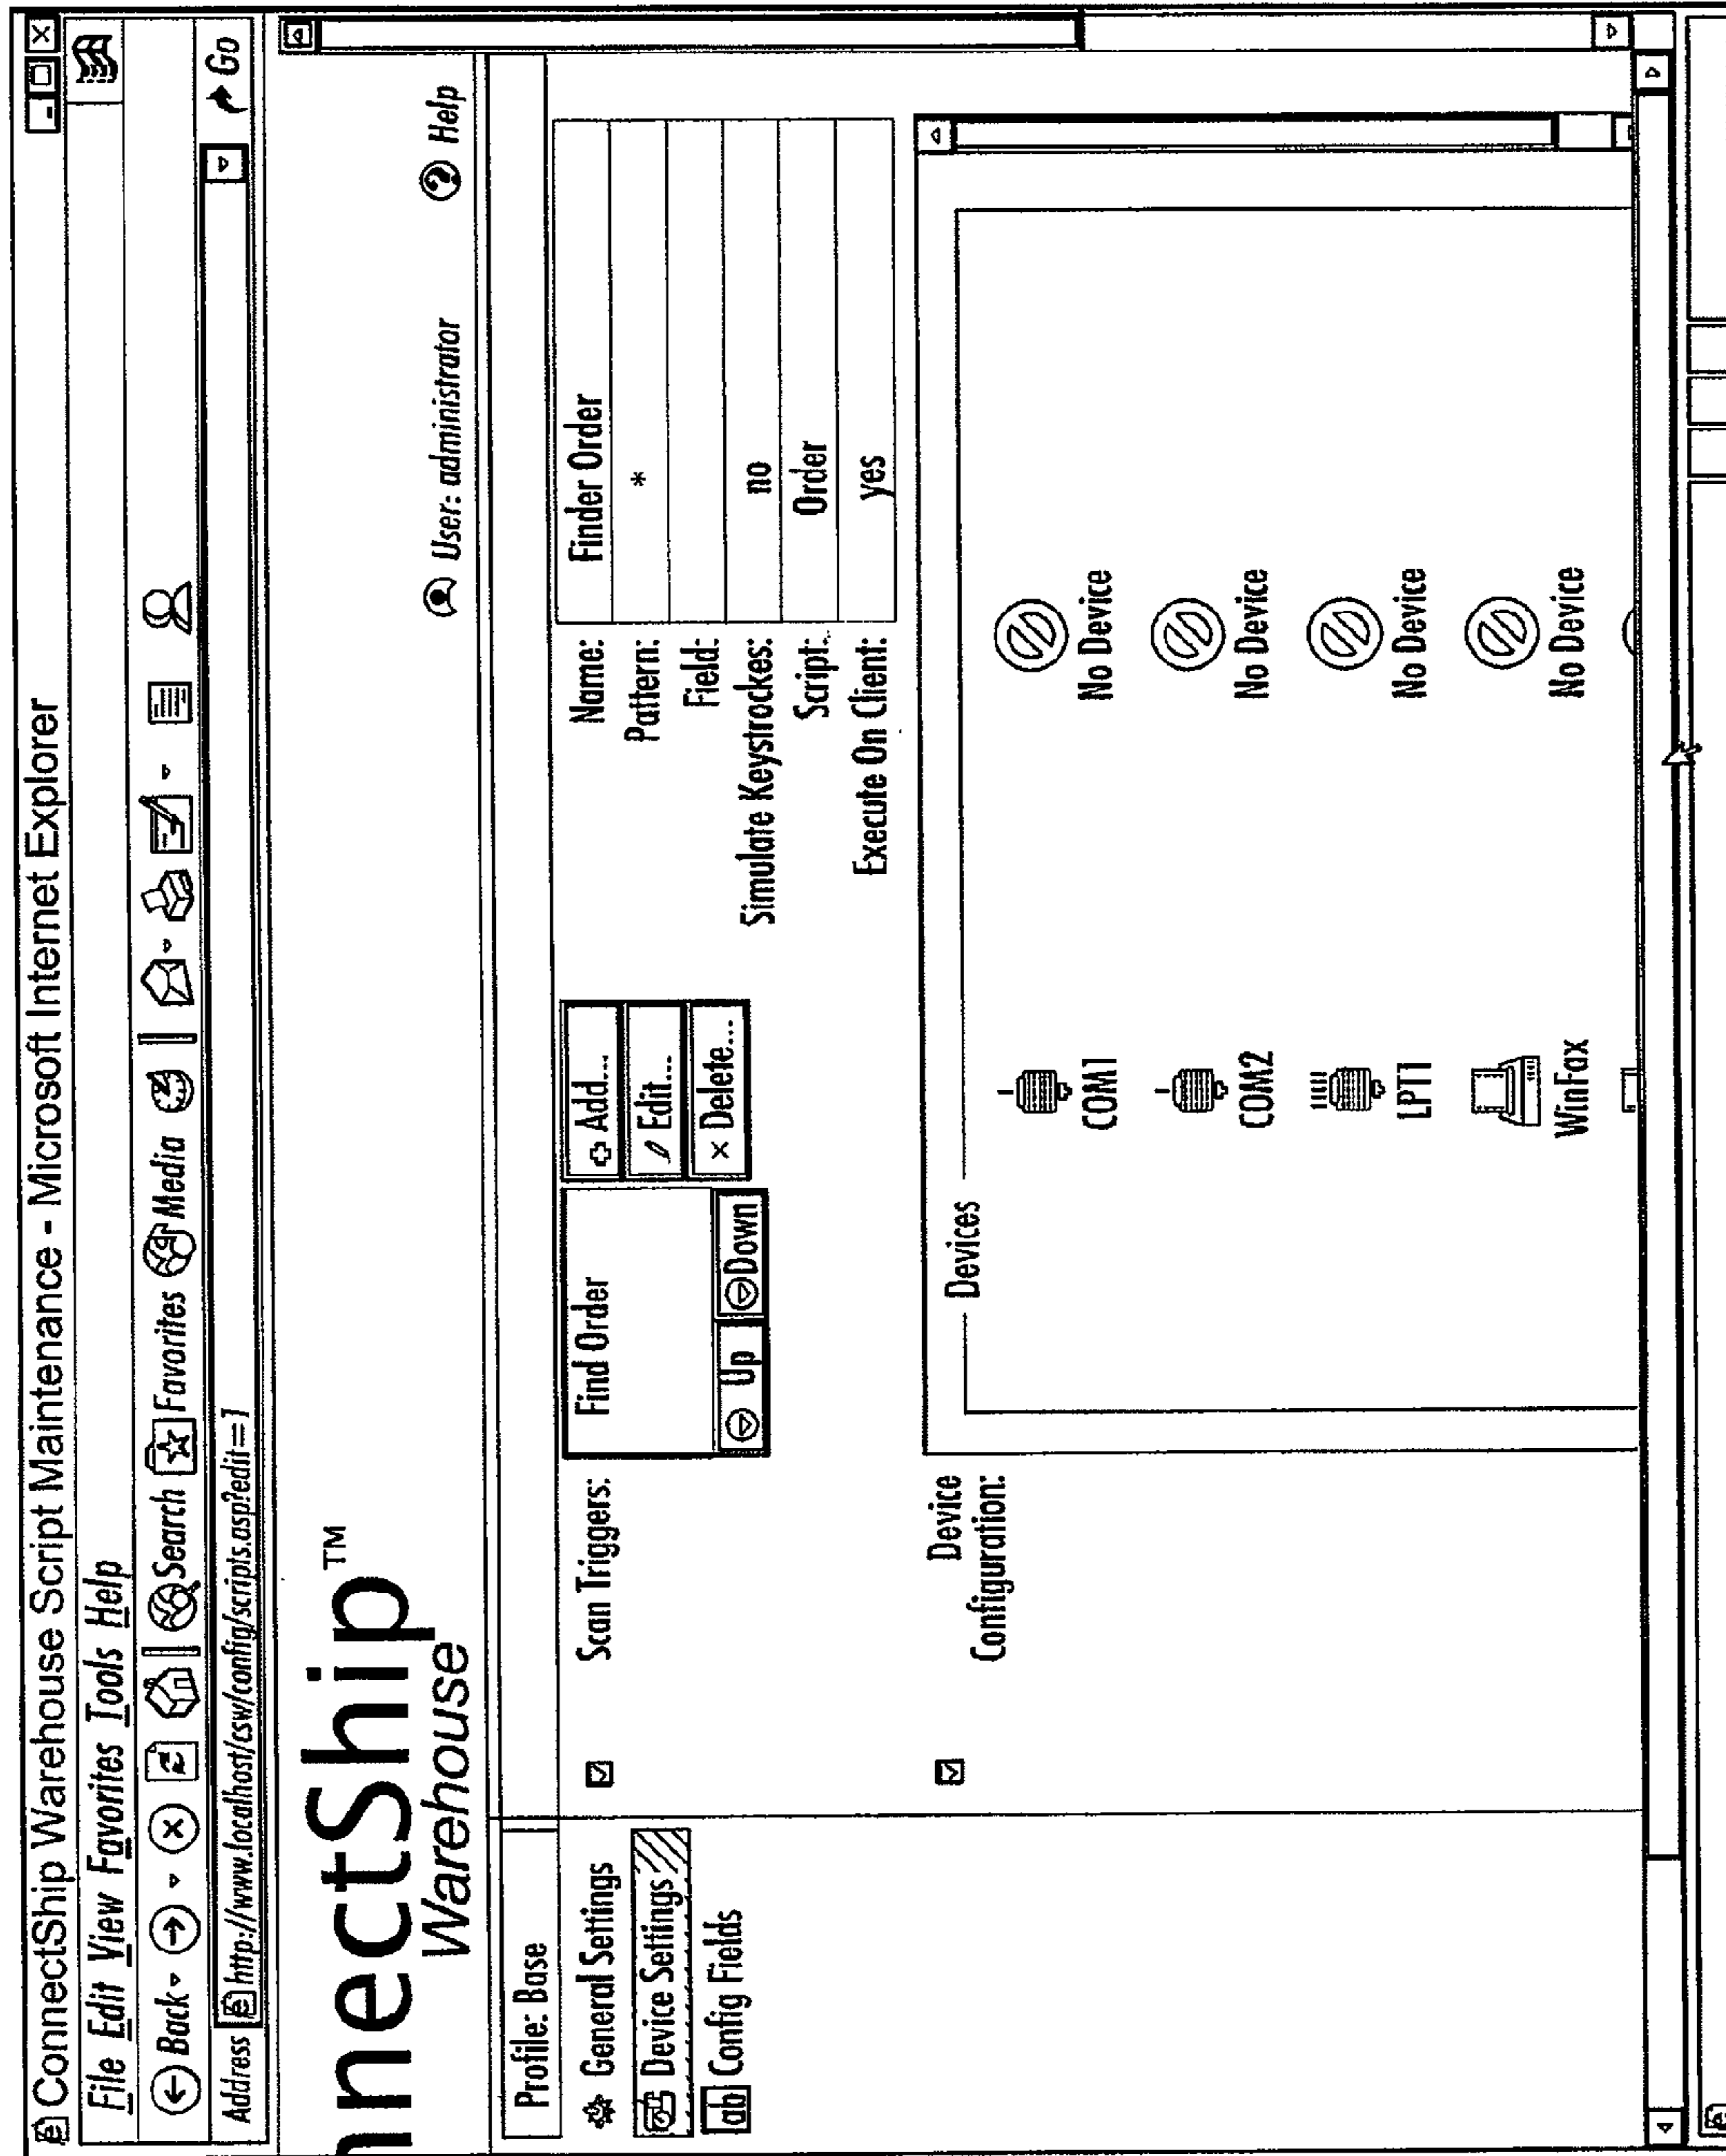 ConnectShip Warehouse Script Maintenance - Microsoft Internet Explorer
File Edit View Favorites Tools Help
Back Search Favorites Media
Address http://www.localhost/csw/config/scripts.asp?edit=1 Go
nnectShip™
Warehouse
User: administrator Help
Profile: Base
General Settings
Device Settings
ab Config Fields
Scan Triggers:
Find Order
Up Down
Add...
Edit...
Delete...
Name: Finder Order
Pattern: *
Field:
Simulate Keystrockes: no
Script: Order
Execute On Client: yes
Device
Configuration:
Devices
COM1 No Device
COM2 No Device
LPT1 No Device
WinFax No Device